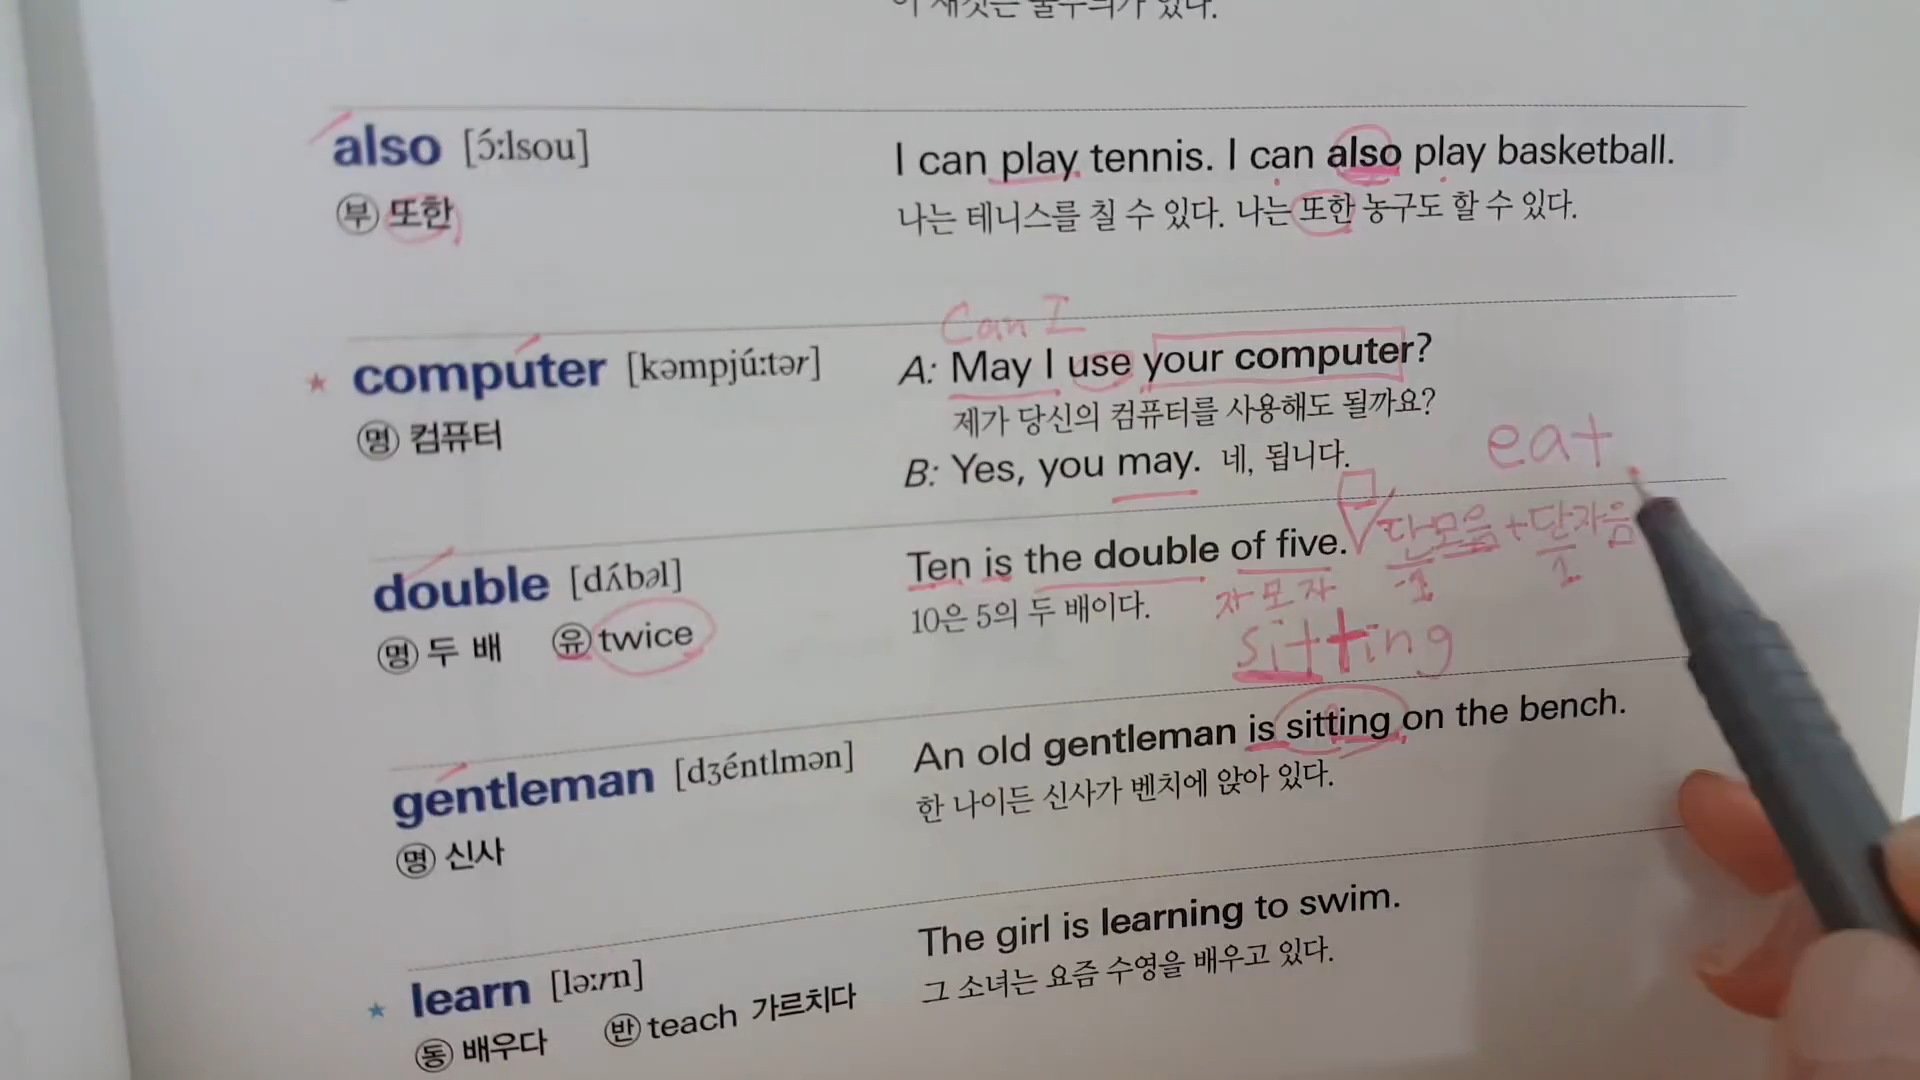 also [ɔ́ːlsou]
부 또한
I can play tennis. I can also play basketball.
나는 테니스를 칠 수 있다. 나는 또한 농구도 할 수 있다.
computer [kəmpjúːtər]
명 컴퓨터
Can I
A: May I use your computer?
제가 당신의 컴퓨터를 사용해도 될까요?
B: Yes, you may. 네, 됩니다.
eat
double [dʌ́bəl]
명 두 배 유 twice
Ten is the double of five.
단모음 + 단자음
1 1
10은 5의 두 배이다.
자 모 자
sitting
gentleman [dʒéntlmən]
명 신사
An old gentleman is sitting on the bench.
한 나이든 신사가 벤치에 앉아 있다.
learn [ləːrn]
동 배우다 반 teach 가르치다
The girl is learning to swim.
그 소녀는 요즘 수영을 배우고 있다.